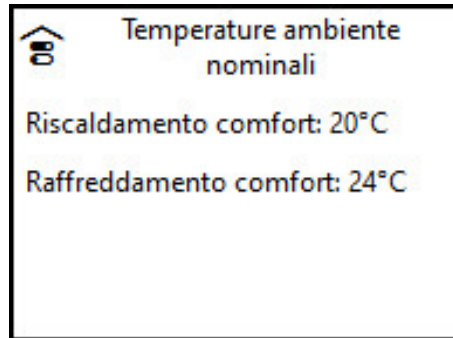 Temperature ambiente
nominali
Riscaldamento comfort: 20°C
Raffreddamento comfort: 24°C